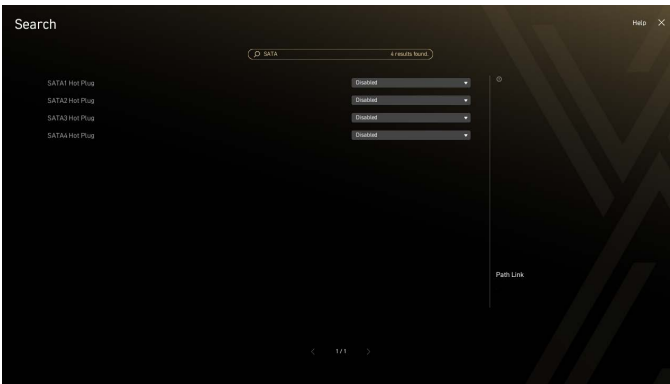 Search
Help
SATA
4 results found.
SATA1 Hot Plug
Disabled
SATA2 Hot Plug
Disabled
SATA3 Hot Plug
Disabled
SATA4 Hot Plug
Disabled
Path Link
1 / 1